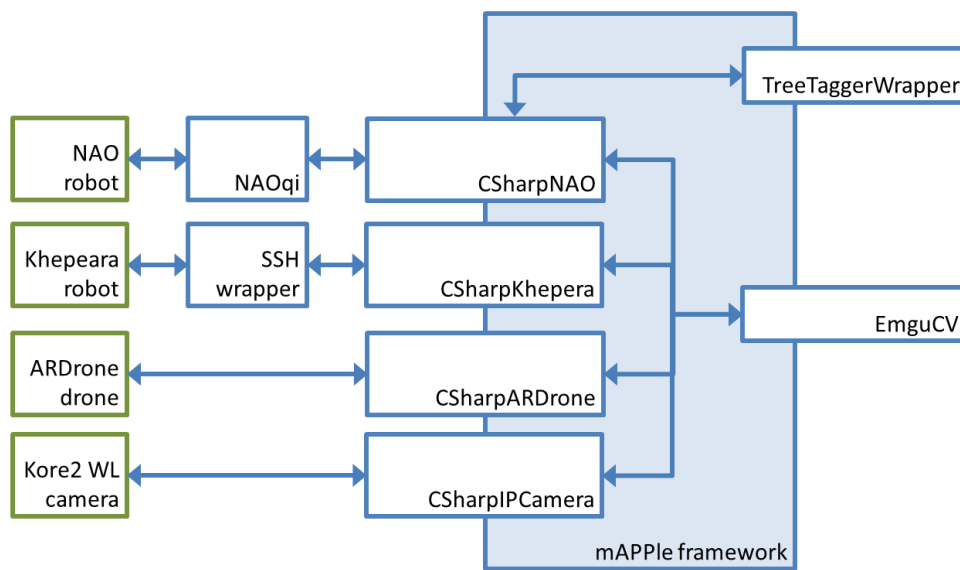 TreeTaggerWrapper
NAO
robot
NAOqi
CSharpNAO
Khepeara
robot
SSH
wrapper
CSharpKhepera
EmguCV
ARDrone
drone
CSharpARDrone
Kore2 WL
camera
CSharpIPCamera
mAPPle framework